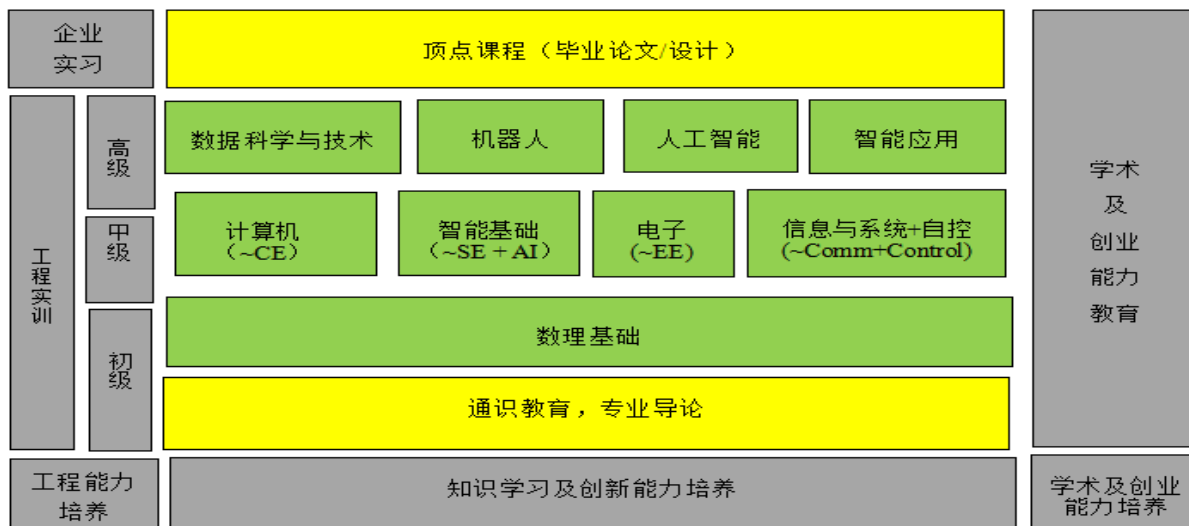 企业
实习
顶点课程（毕业论文/设计）
高
级
数据科学与技术
机器人
人工智能
智能应用
学术
及
创业
能力
教育
工
程
实
训
甲
级
计算机
（~CE）
智能基础
（~SE + AI）
电子
(~EE)
信息与系统+自控
(~Comm+Control)
初
级
数理基础
通识教育，专业导论
工程能力
培养
知识学习及创新能力培养
学术及创业
能力培养